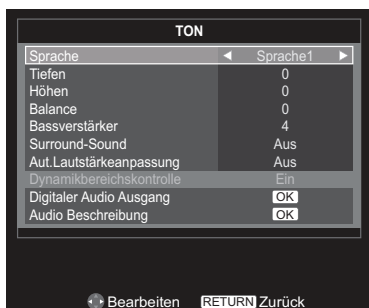 TON
Sprache ◀ Sprache1 ▶
Tiefen 0
Höhen 0
Balance 0
Bassverstärker 4
Surround-Sound Aus
Aut.Lautstärkeanpassung Aus
Dynamikbereichskontrolle Ein
Digitaler Audio Ausgang OK
Audio Beschreibung OK
Bearbeiten RETURN Zurück